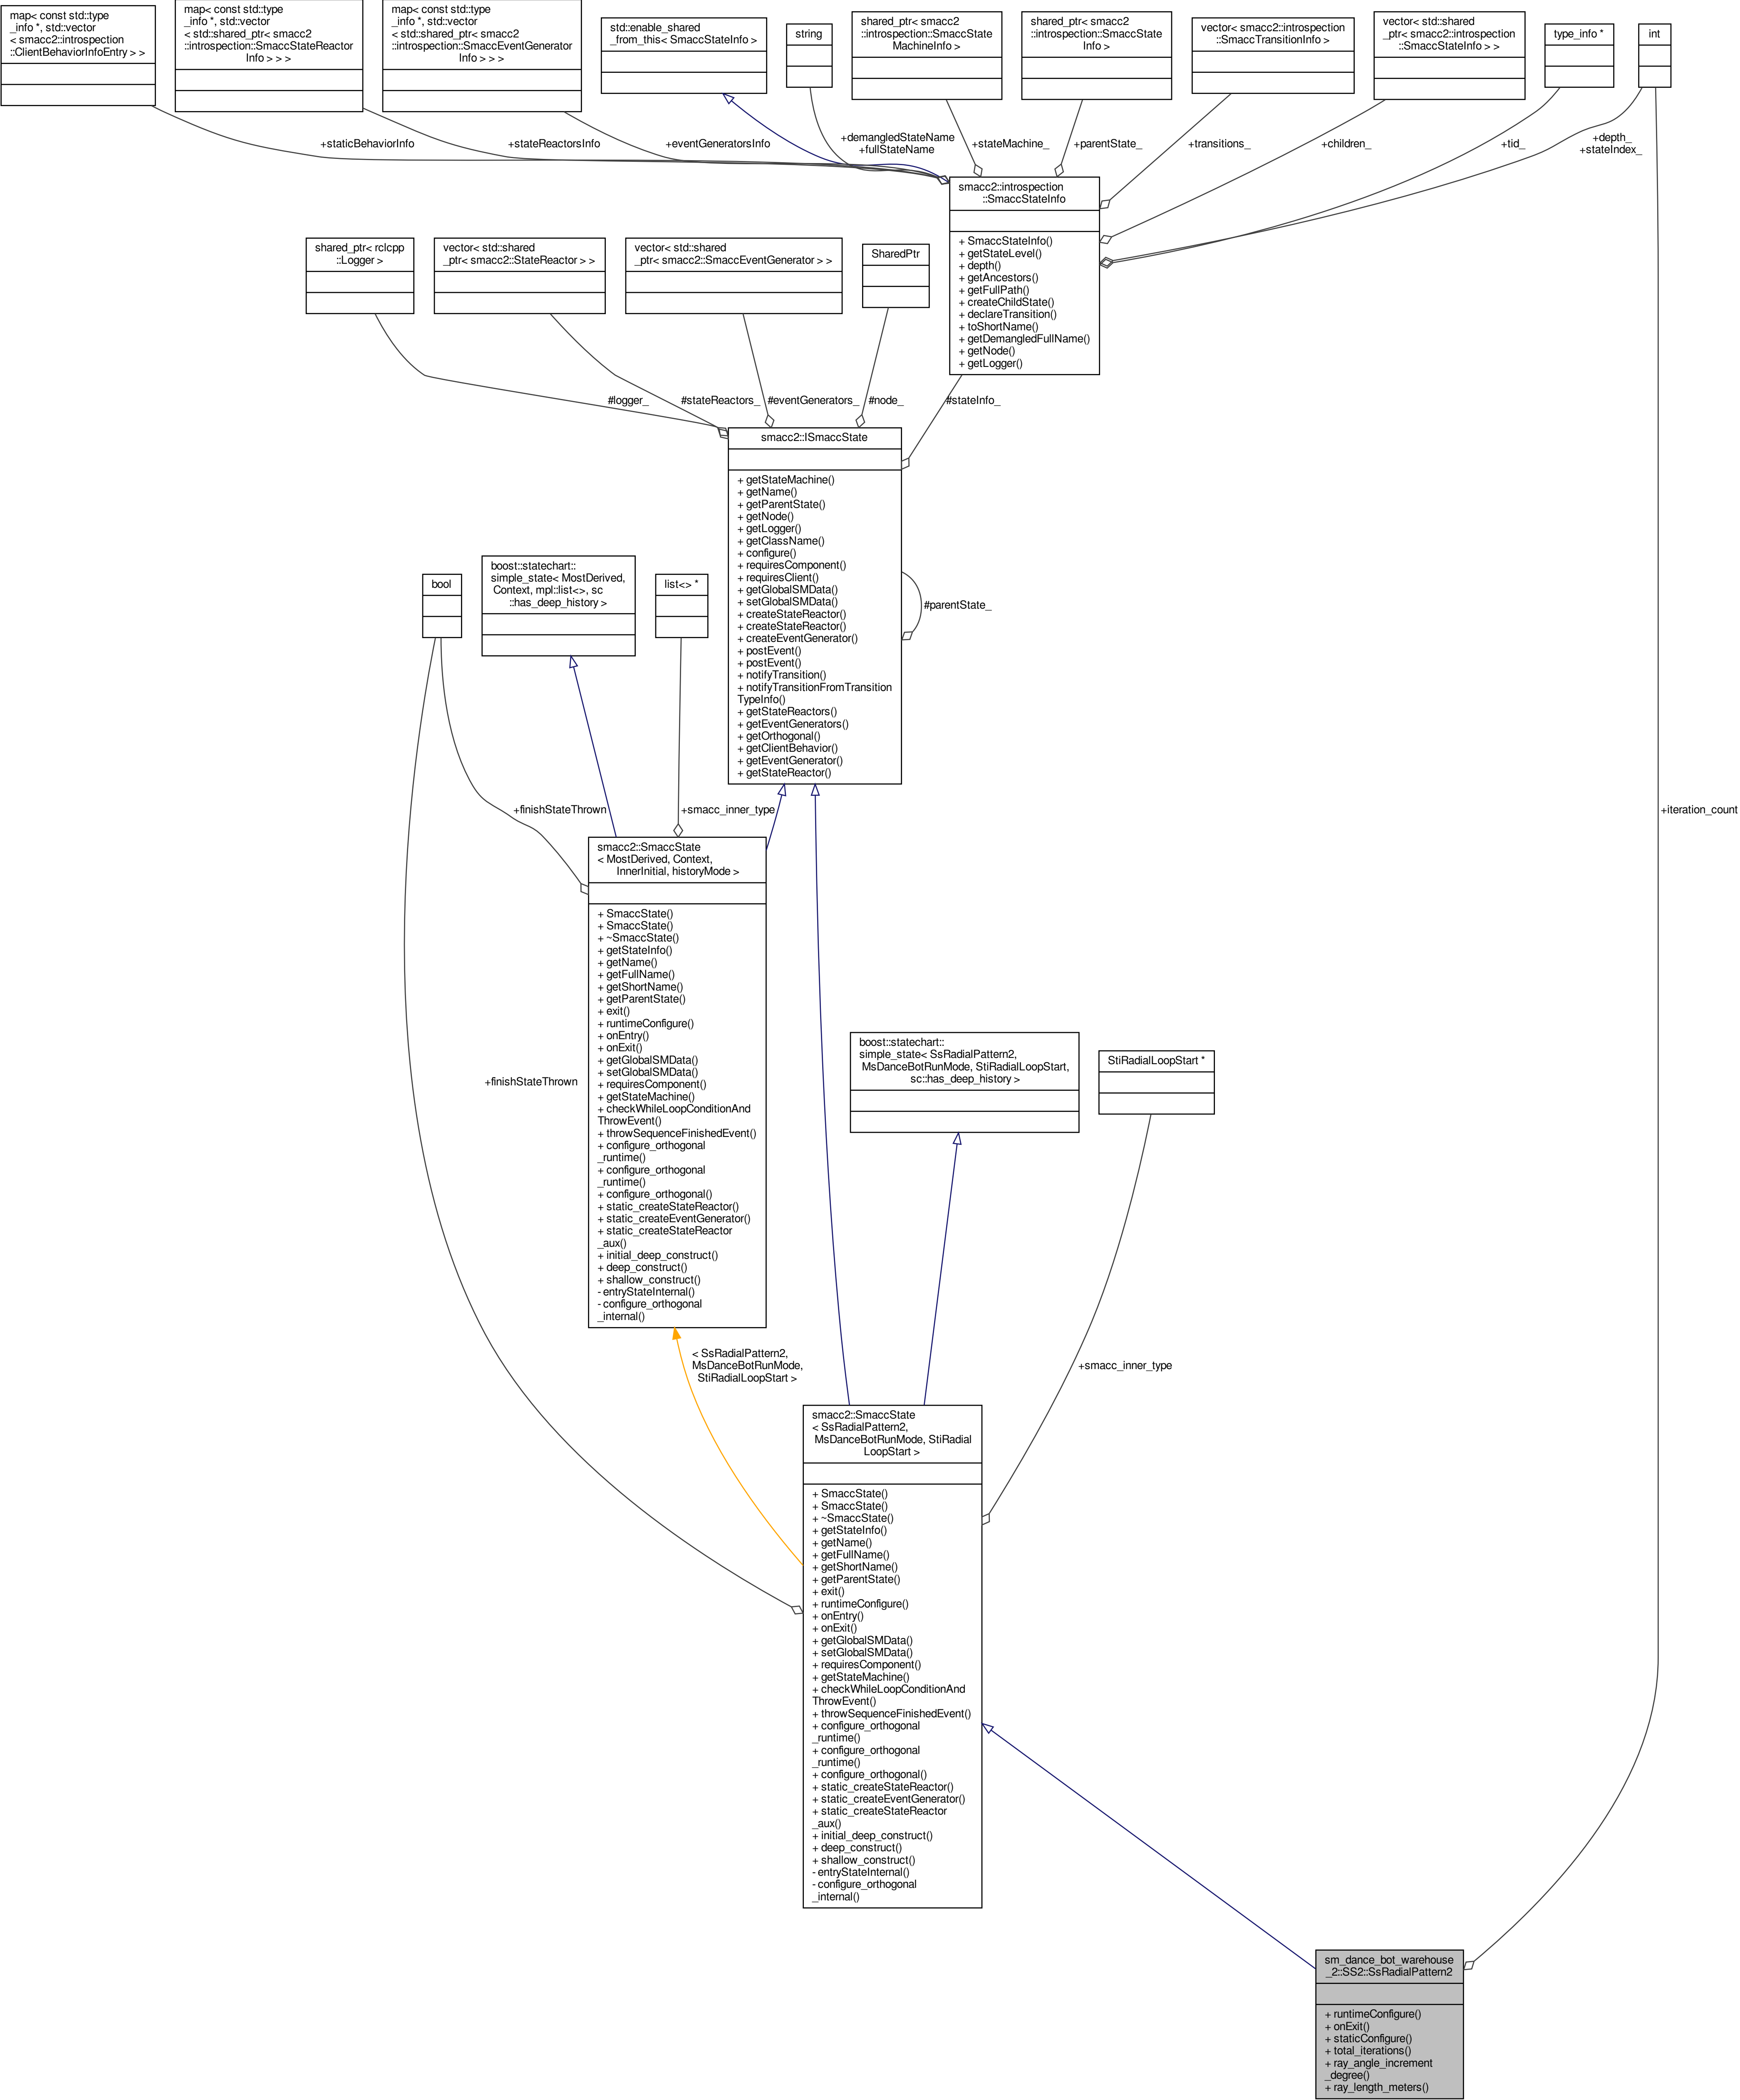 map< const std::type
_info *, std::vector
< smacc2::introspection
::ClientBehaviorInfoEntry > >
map< const std::type
_info *, std::vector
< std::shared_ptr< smacc2
::introspection::SmaccStateReactor
Info > > >
map< const std::type
_info *, std::vector
< std::shared_ptr< smacc2
::introspection::SmaccEventGenerator
Info > > >
std::enable_shared
_from_this< SmaccStateInfo >
string
shared_ptr< smacc2
::introspection::SmaccState
MachineInfo >
shared_ptr< smacc2
::introspection::SmaccState
Info >
vector< smacc2::introspection
::SmaccTransitionInfo >
vector< std::shared
_ptr< smacc2::introspection
::SmaccStateInfo > >
type_info *
int
+staticBehaviorInfo
+stateReactorsInfo
+eventGeneratorsInfo
+demangledStateName
+fullStateName
+stateMachine_
+parentState_
+transitions_
+children_
+tid_
+depth_
+stateIndex_
smacc2::introspection
::SmaccStateInfo
+ SmaccStateInfo()
+ getStateLevel()
+ depth()
+ getAncestors()
+ getFullPath()
+ createChildState()
+ declareTransition()
+ toShortName()
+ getDemangledFullName()
+ getNode()
+ getLogger()
shared_ptr< rclcpp
::Logger >
vector< std::shared
_ptr< smacc2::StateReactor > >
vector< std::shared
_ptr< smacc2::SmaccEventGenerator > >
SharedPtr
#logger_
#stateReactors_
#eventGenerators_
#node_
#stateInfo_
smacc2::ISmaccState
+ getStateMachine()
+ getName()
+ getParentState()
+ getNode()
+ getLogger()
+ getClassName()
+ configure()
+ requiresComponent()
+ requiresClient()
+ getGlobalSMData()
+ setGlobalSMData()
+ createStateReactor()
+ createStateReactor()
+ createEventGenerator()
+ postEvent()
+ postEvent()
+ notifyTransition()
+ notifyTransitionFromTransition
TypeInfo()
+ getStateReactors()
+ getEventGenerators()
+ getOrthogonal()
+ getClientBehavior()
+ getEventGenerator()
+ getStateReactor()
#parentState_
bool
boost::statechart::
simple_state< MostDerived,
Context, mpl::list<>, sc
::has_deep_history >
list<> *
+finishStateThrown
+smacc_inner_type
+iteration_count
smacc2::SmaccState
< MostDerived, Context,
InnerInitial, historyMode >
+ SmaccState()
+ SmaccState()
+ ~SmaccState()
+ getStateInfo()
+ getName()
+ getFullName()
+ getShortName()
+ getParentState()
+ exit()
+ runtimeConfigure()
+ onEntry()
+ onExit()
+ getGlobalSMData()
+ setGlobalSMData()
+ requiresComponent()
+ getStateMachine()
+ checkWhileLoopConditionAnd
ThrowEvent()
+ throwSequenceFinishedEvent()
+ configure_orthogonal
_runtime()
+ configure_orthogonal
_runtime()
+ configure_orthogonal()
+ static_createStateReactor()
+ static_createEventGenerator()
+ static_createStateReactor
_aux()
+ initial_deep_construct()
+ deep_construct()
+ shallow_construct()
- entryStateInternal()
- configure_orthogonal
_internal()
+finishStateThrown
boost::statechart::
simple_state< SsRadialPattern2,
MsDanceBotRunMode, StiRadialLoopStart,
sc::has_deep_history >
StiRadialLoopStart *
< SsRadialPattern2,
MsDanceBotRunMode,
StiRadialLoopStart >
+smacc_inner_type
smacc2::SmaccState
< SsRadialPattern2,
MsDanceBotRunMode, StiRadial
LoopStart >
+ SmaccState()
+ SmaccState()
+ ~SmaccState()
+ getStateInfo()
+ getName()
+ getFullName()
+ getShortName()
+ getParentState()
+ exit()
+ runtimeConfigure()
+ onEntry()
+ onExit()
+ getGlobalSMData()
+ setGlobalSMData()
+ requiresComponent()
+ getStateMachine()
+ checkWhileLoopConditionAnd
ThrowEvent()
+ throwSequenceFinishedEvent()
+ configure_orthogonal
_runtime()
+ configure_orthogonal
_runtime()
+ configure_orthogonal()
+ static_createStateReactor()
+ static_createEventGenerator()
+ static_createStateReactor
_aux()
+ initial_deep_construct()
+ deep_construct()
+ shallow_construct()
- entryStateInternal()
- configure_orthogonal
_internal()
sm_dance_bot_warehouse
_2::SS2::SsRadialPattern2
+ runtimeConfigure()
+ onExit()
+ staticConfigure()
+ total_iterations()
+ ray_angle_increment
_degree()
+ ray_length_meters()